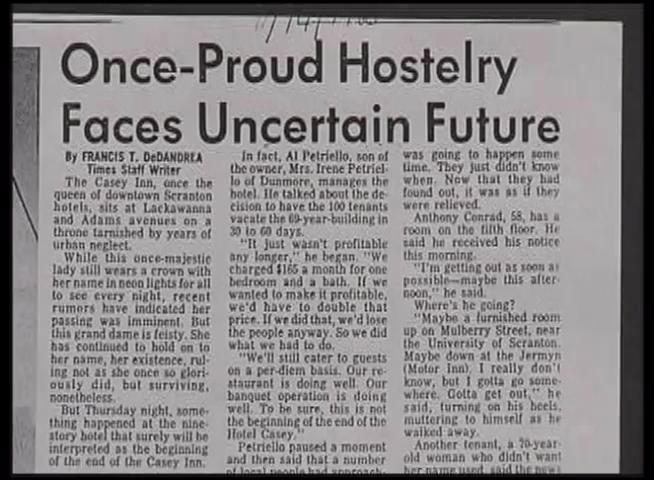 Once-Proud Hostelry
Faces Uncertain Future
By FRANCIS T. DeDANDREA
Times Staff Writer
The Casey Inn, once the
queen of downtown Scranton
hotels, sits at Lackawanna
and Adams avenues on a
throne tarnished by years of
urban neglect.
While this once-majestic
lady still wears a crown with
her name in neon lights for all
to see every night, recent
rumors have indicated her
passing was imminent. But
this grand dame is feisty. She
has continued to hold on to
her name, her existence, rul-
ing not as she once so glori-
ously did, but surviving,
nonetheless.
But Thursday night, some-
thing happened at the nine-
story hotel that surely will be
interpreted as the beginning
of the end of the Casey Inn.
In fact, Al Petriello, son of
the owner, Mrs. Irene Petriel-
lo of Dunmore, manages the
hotel. He talked about the de-
cision to have the 100 tenants
vacate the 69-year-building in
30 to 60 days.
"It just wasn't profitable
any longer," he began. "We
charged $165 a month for one
bedroom and a bath. If we
wanted to make it profitable,
we'd have to double that
price. If we did that, we'd lose
the people anyway. So we did
what we had to do.
"We'll still cater to guests
on a per-diem basis. Our re-
staurant is doing well. Our
banquet operation is doing
well. To be sure, this is not
the beginning of the end of the
Hotel Casey."
Petriello paused a moment
and then said that a number
of local people had approach-
was going to happen some
time. They just didn't know
when. Now that they had
found out, it was as if they
were relieved.
Anthony Conrad, 58, has a
room on the fifth floor. He
said he received his notice
this morning.
"I'm getting out as soon as
possible—maybe this after-
noon," he said.
Where's he going?
"Maybe a furnished room
up on Mulberry Street, near
the University of Scranton.
Maybe down at the Jermyn
(Motor Inn). I really don't
know, but I gotta go some-
where. Gotta get out," he
said, turning on his heels,
muttering to himself as he
walked away.
Another tenant, a 70-year-
old woman who didn't want
her name used, said the news